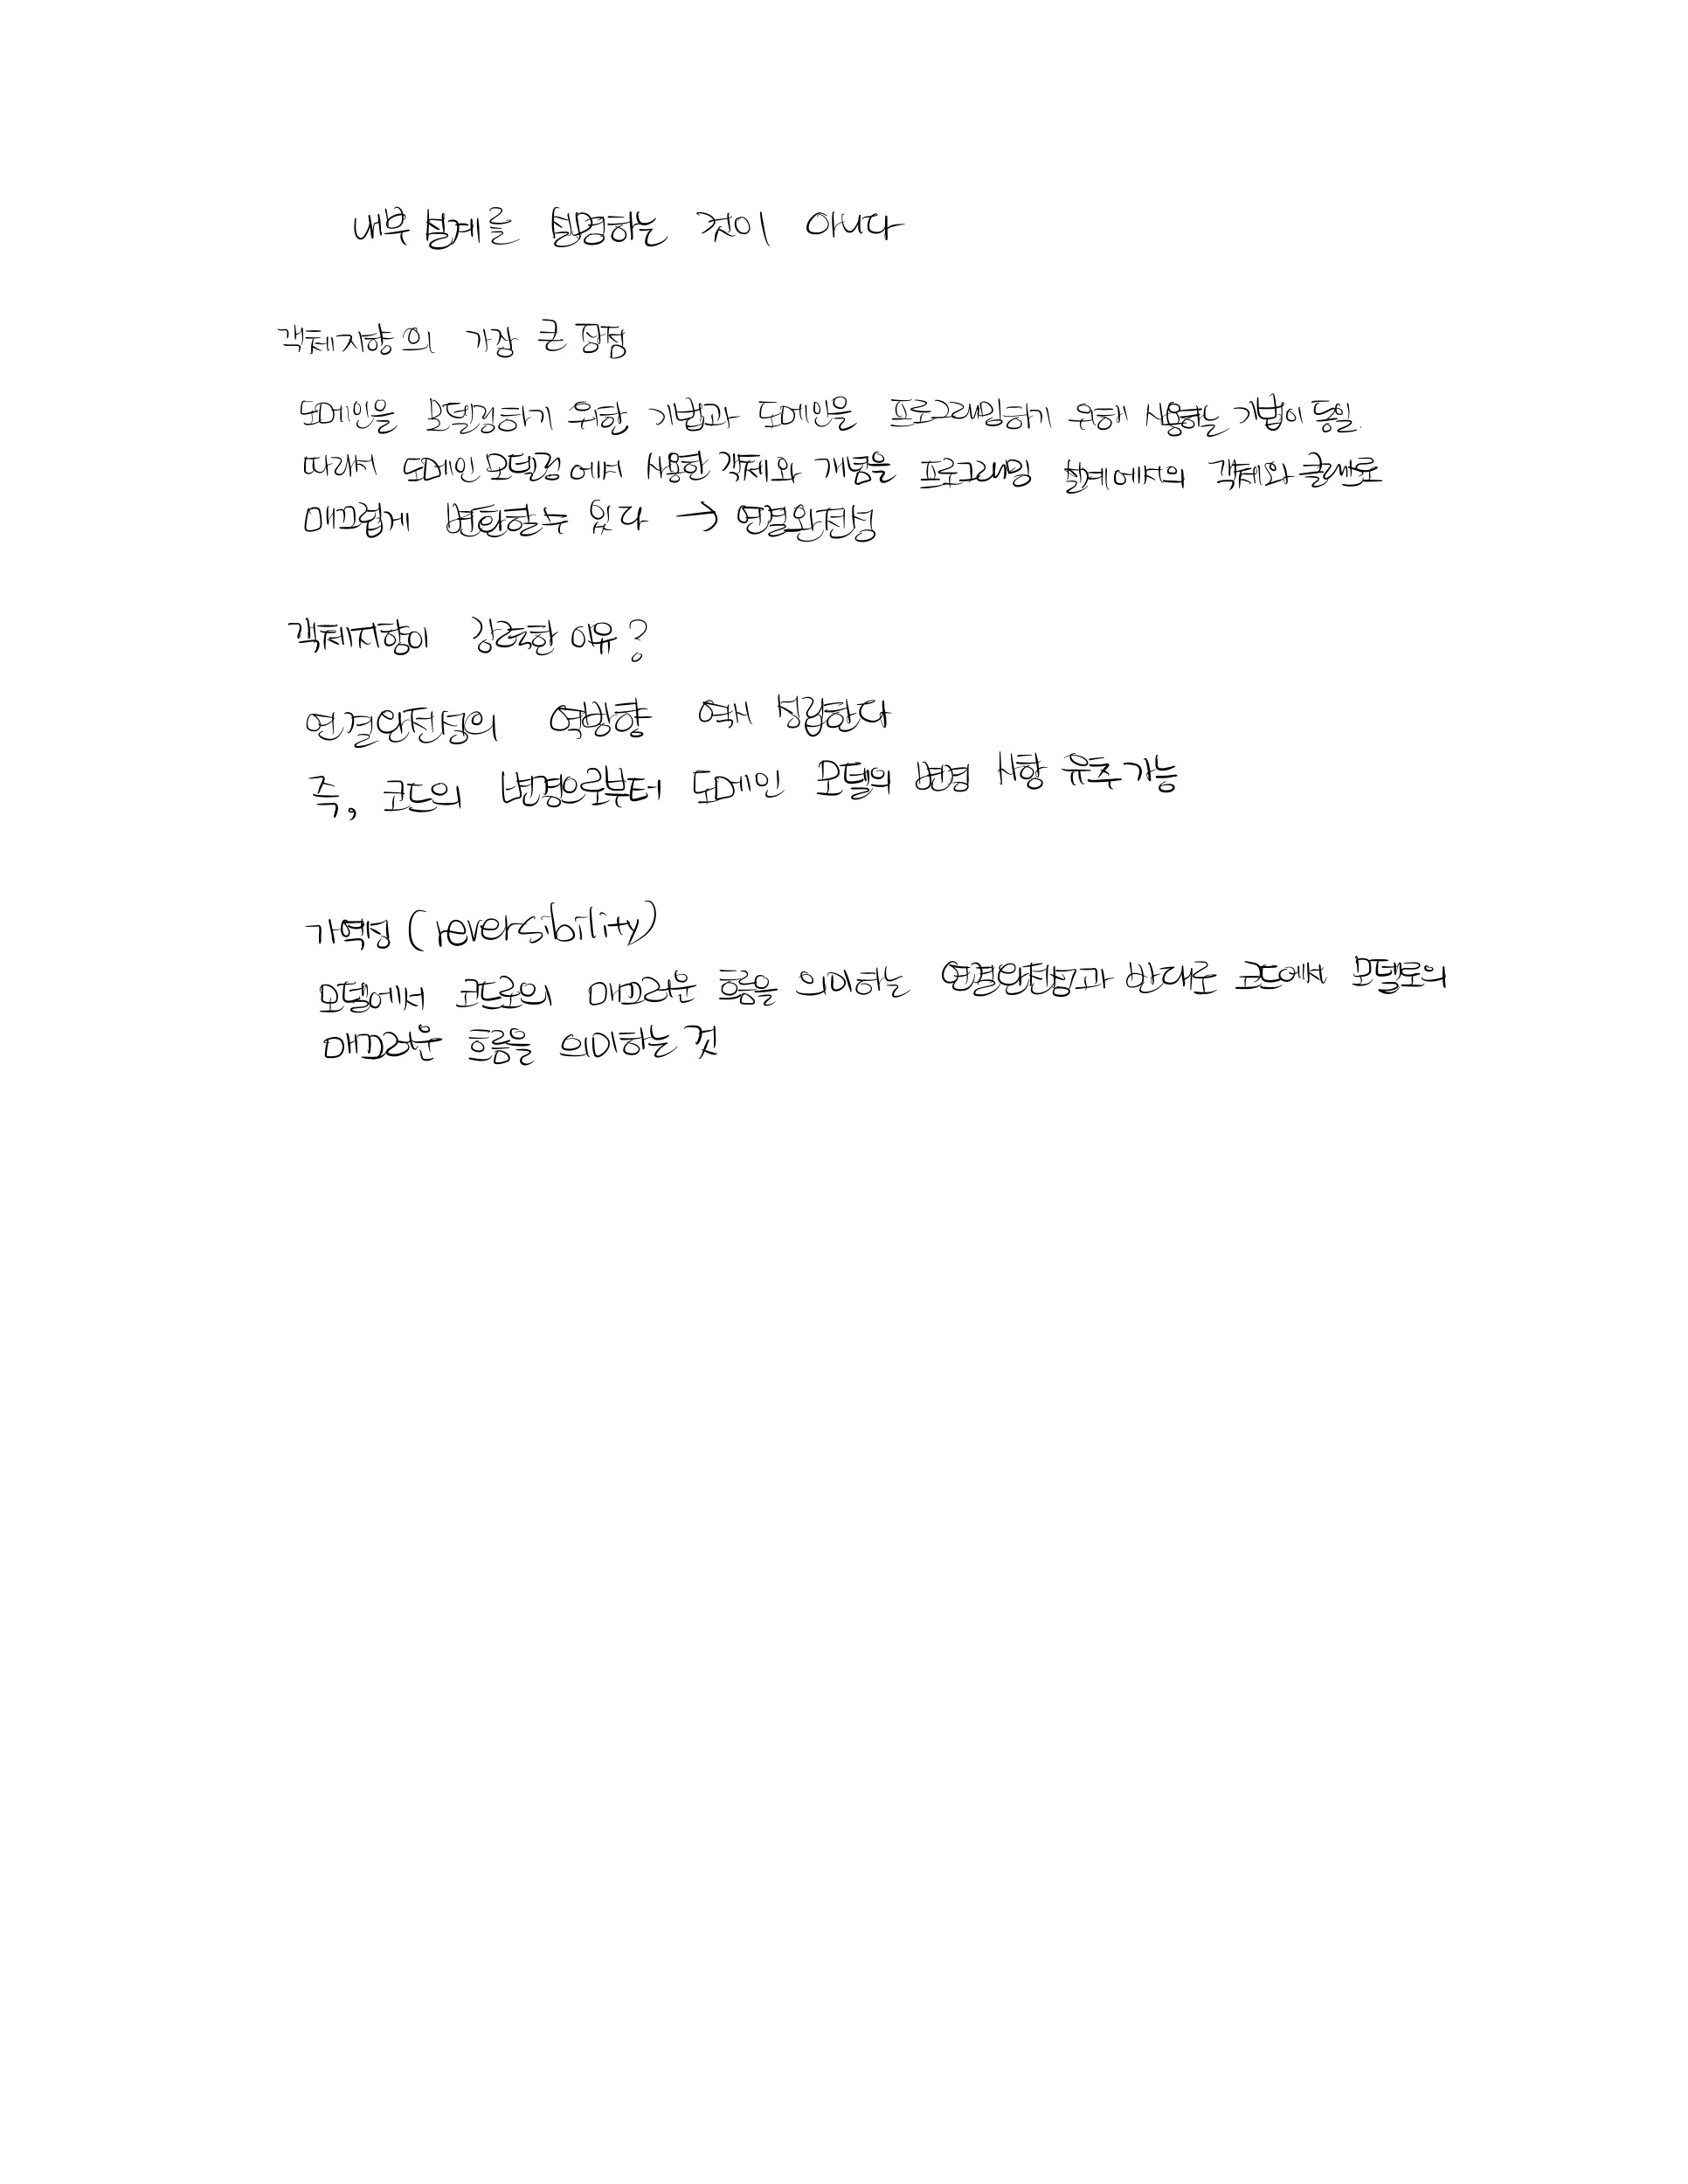 내부 설계를 설명하는 것이 아니다
객체지향의 가장 큰 장점
도메인을 모델링하기 위한 기법과 도메인을 프로그래밍하기 위해 사용하는 기법이 동일.
따라서 도메인 모델링에서 사용한 객체와 개념을 프로그래밍 설계에서의 객체와 클래스로
매끄럽게 변환할 수 있다 → 연결완전성
객체지향이 강력한 이유?
연결완전성의 역방향 역시 성립한다
즉, 코드의 변경으로부터 도메인 모델의 변경 사항 유추 가능
가역성 (reversibility)
모델에서 코드로의 매끄러운 흐름을 의미하는 연결완전성과 반대로 코드에서 모델로의
매끄러운 흐름을 의미하는 것